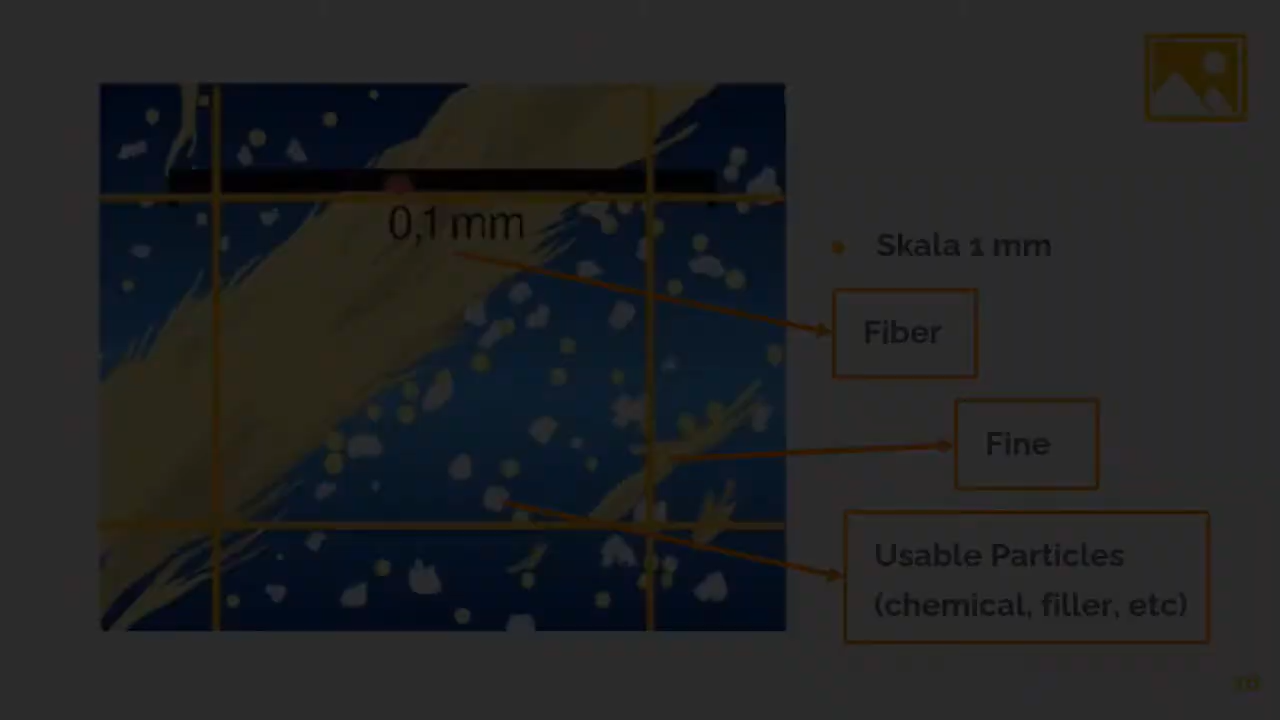 0,1 mm
Skala 1 mm
Fiber
Fine
Usable Particles
(chemical, filler, etc)